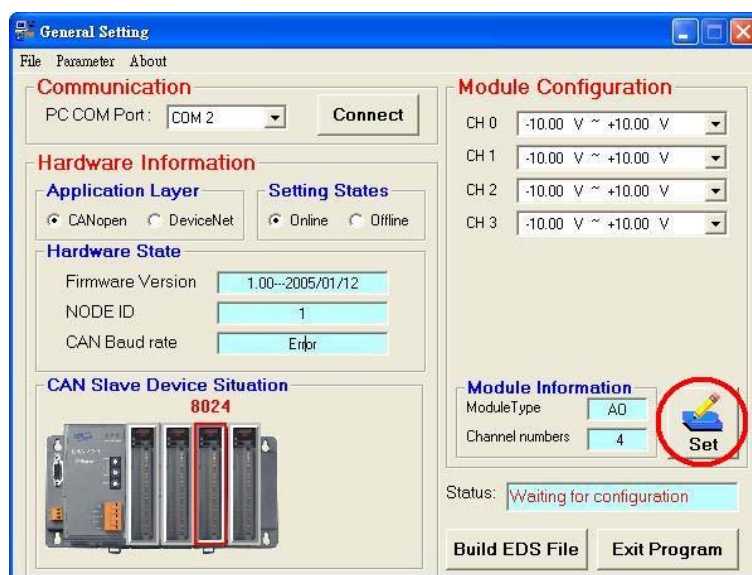 General Setting
File Parameter About
Communication
PC COM Port : COM 2 Connect
Hardware Information
Application Layer
CANopen DeviceNet
Setting States
Online Offline
Hardware State
Firmware Version 1.00---2005/01/12
NODE ID 1
CAN Baud rate Error
CAN Slave Device Situation
8024
Module Configuration
CH 0 -10.00 V ~ +10.00 V
CH 1 -10.00 V ~ +10.00 V
CH 2 -10.00 V ~ +10.00 V
CH 3 -10.00 V ~ +10.00 V
Module Information
ModuleType AO
Channel numbers 4
Set
Status: Waiting for configuration
Build EDS File Exit Program